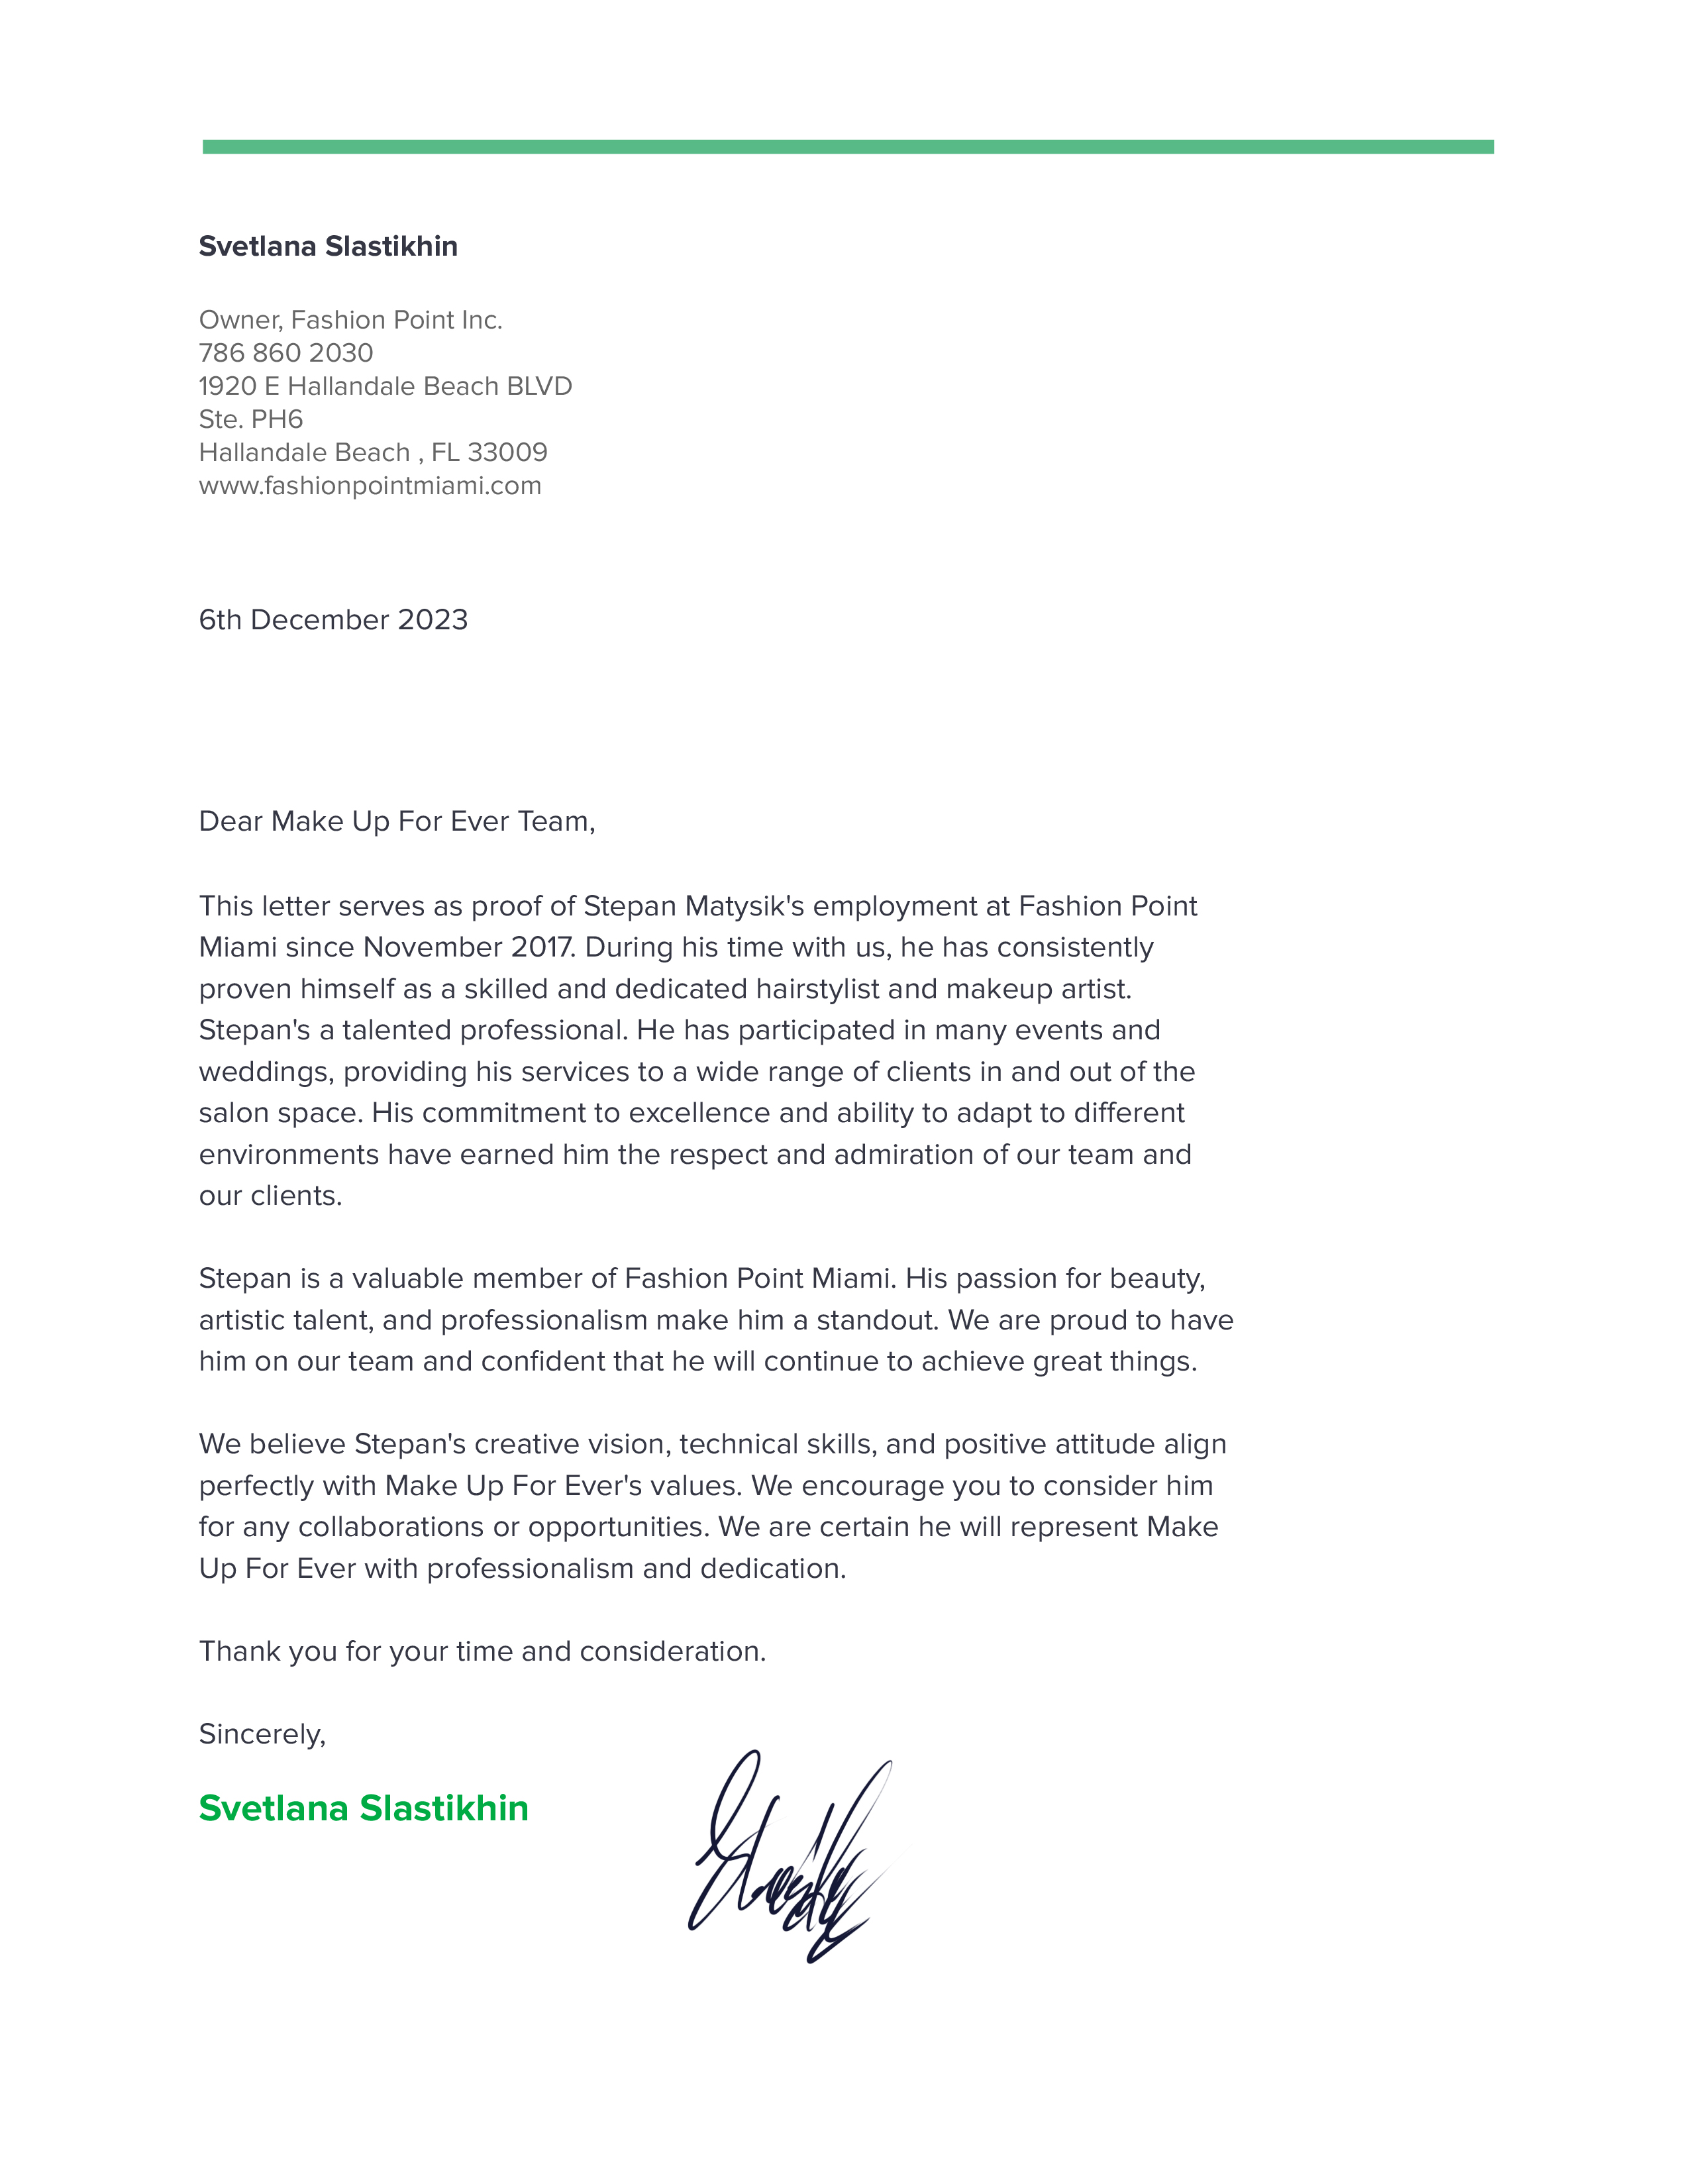 Svetlana Slastikhin
Owner, Fashion Point Inc.
786 860 2030
1920 E Hallandale Beach BLVD
Ste. PH6
Hallandale Beach , FL 33009
www.fashionpointmiami.com
6th December 2023
Dear Make Up For Ever Team,
This letter serves as proof of Stepan Matysik's employment at Fashion Point
Miami since November 2017. During his time with us, he has consistently
proven himself as a skilled and dedicated hairstylist and makeup artist.
Stepan's a talented professional. He has participated in many events and
weddings, providing his services to a wide range of clients in and out of the
salon space. His commitment to excellence and ability to adapt to different
environments have earned him the respect and admiration of our team and
our clients.
Stepan is a valuable member of Fashion Point Miami. His passion for beauty,
artistic talent, and professionalism make him a standout. We are proud to have
him on our team and confident that he will continue to achieve great things.
We believe Stepan's creative vision, technical skills, and positive attitude align
perfectly with Make Up For Ever's values. We encourage you to consider him
for any collaborations or opportunities. We are certain he will represent Make
Up For Ever with professionalism and dedication.
Thank you for your time and consideration.
Sincerely,
Svetlana Slastikhin